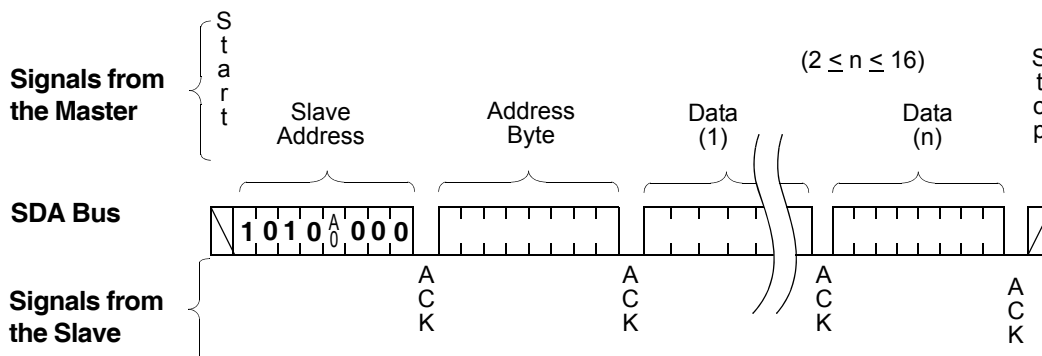 Signals from
the Master
Start
Slave
Address
Address
Byte
Data
(1)
(2 ≤ n ≤ 16)
Data
(n)
Stop
SDA Bus
1 0 1 0 A0 0 0 0
ACK
ACK
ACK
ACK
Signals from
the Slave